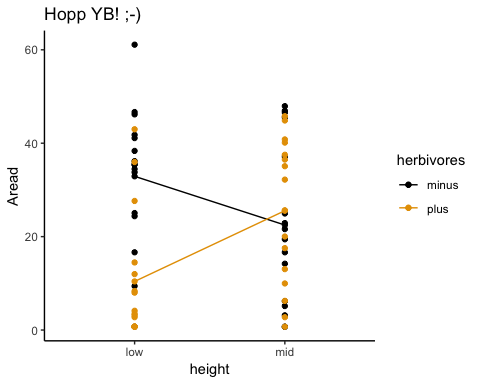 Hopp YB! ;-)
60
40
20
0
Aread
low
mid
height
herbivores
minus
plus